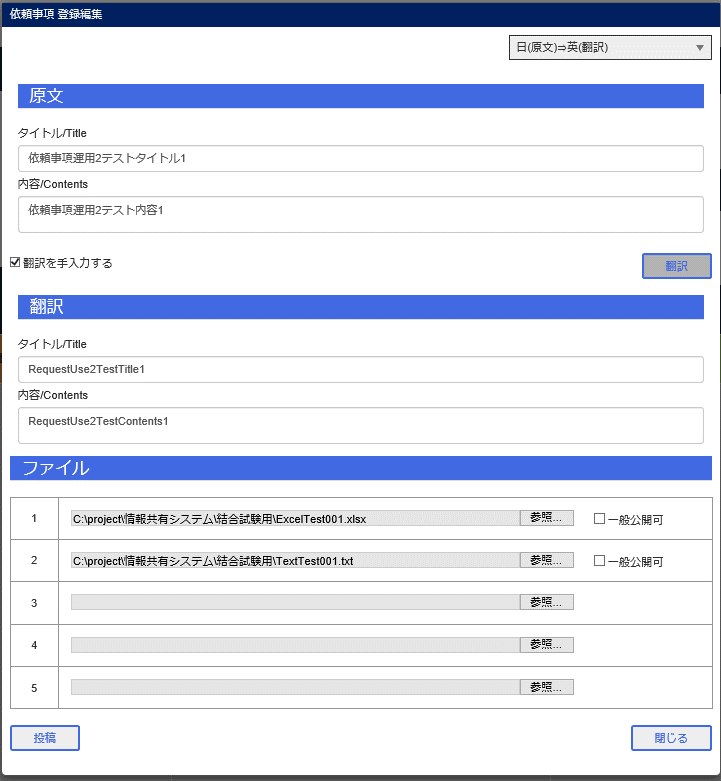 依頼事項 登録編集
日(原文)⇒英(翻訳)
原文
タイトル/Title
依頼事項運用2テストタイトル1
内容/Contents
依頼事項運用2テスト内容1
翻訳を手入力する
翻訳
翻訳
タイトル/Title
RequestUse2TestTitle1
内容/Contents
RequestUse2TestContents1
ファイル
1 C:\project\情報共有システム\結合試験用\ExcelTest001.xlsx 参照... 一般公開可
2 C:\project\情報共有システム\結合試験用\TextTest001.txt 参照... 一般公開可
3 参照...
4 参照...
5 参照...
投稿 閉じる